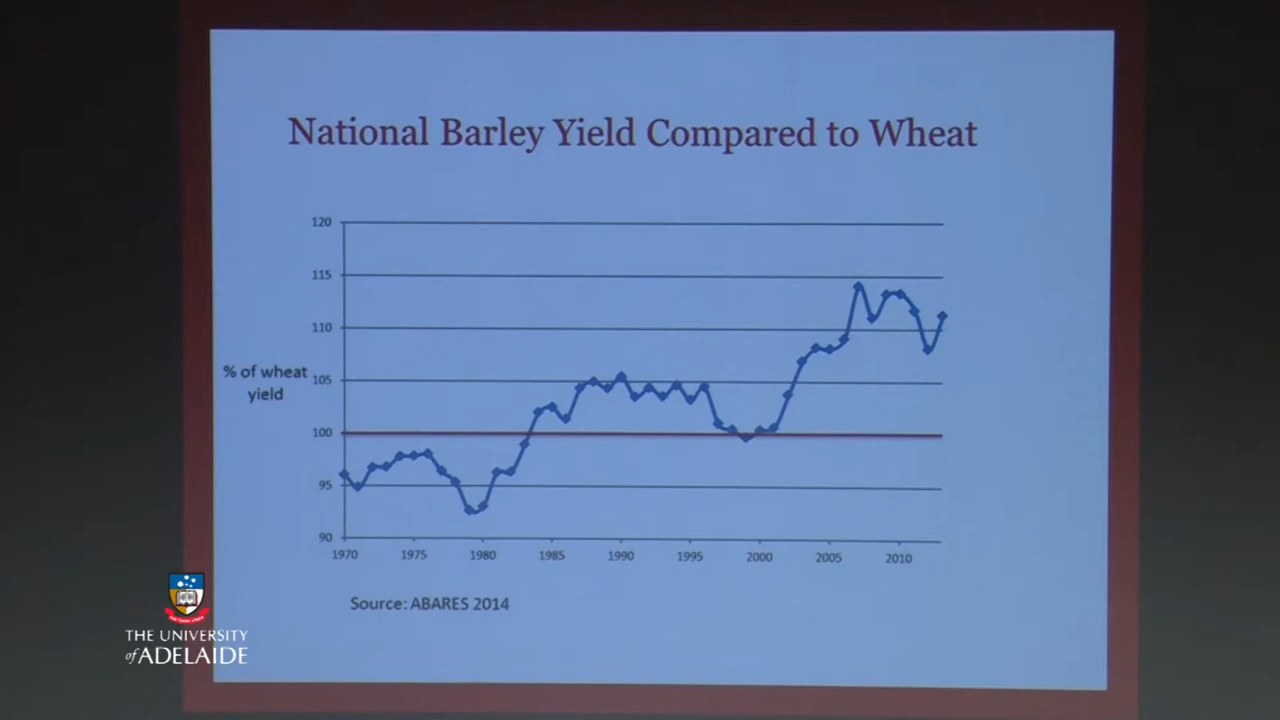 National Barley Yield Compared to Wheat
120
115
110
% of wheat
yield
105
100
95
90
1970 1975 1980 1985 1990 1995 2000 2005 2010
Source: ABARES 2014
THE UNIVERSITY
of ADELAIDE